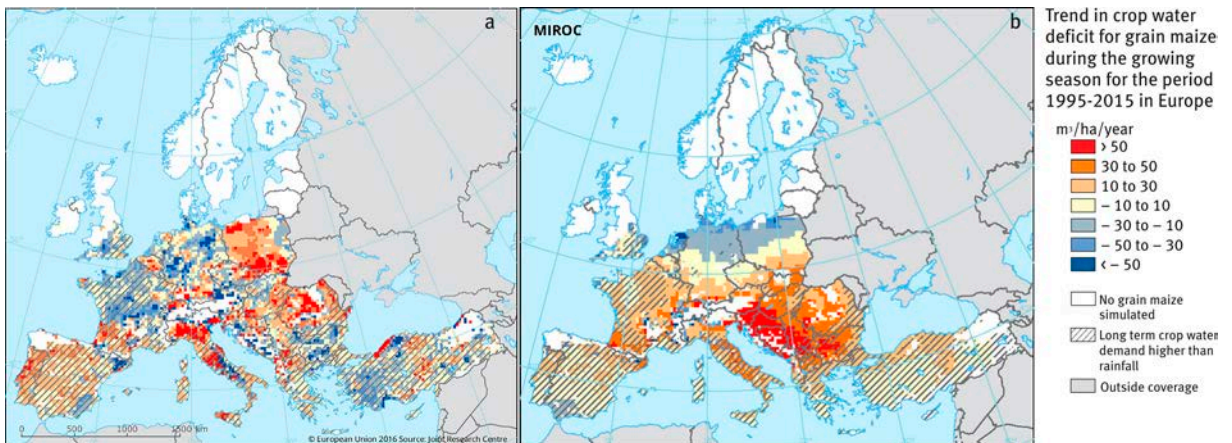 a
MIROC
b
Trend in crop water
deficit for grain maize
during the growing
season for the period
1995-2015 in Europe
m³/ha/year
> 50
30 to 50
10 to 30
– 10 to 10
– 30 to – 10
– 50 to – 30
< – 50
No grain maize
simulated
Long term crop water
demand higher than
rainfall
Outside coverage
0 500 1000 1500 km
© European Union 2016 Source: Joint Research Centre